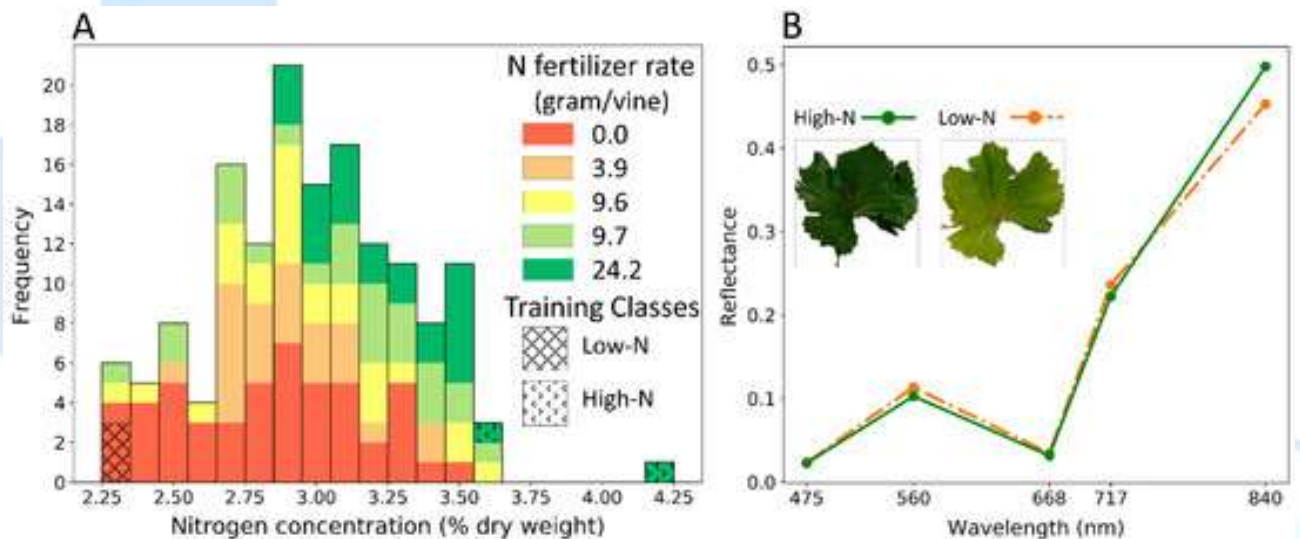 A
N fertilizer rate
(gram/vine)
0.0
3.9
9.6
9.7
24.2
Training Classes
Low-N
High-N
Frequency
20
18
16
14
12
10
8
6
4
2
0
2.25 2.50 2.75 3.00 3.25 3.50 3.75 4.00 4.25
Nitrogen concentration (% dry weight)
B
High-N Low-N
Reflectance
0.5
0.4
0.3
0.2
0.1
0.0
475 560 668 717 840
Wavelength (nm)